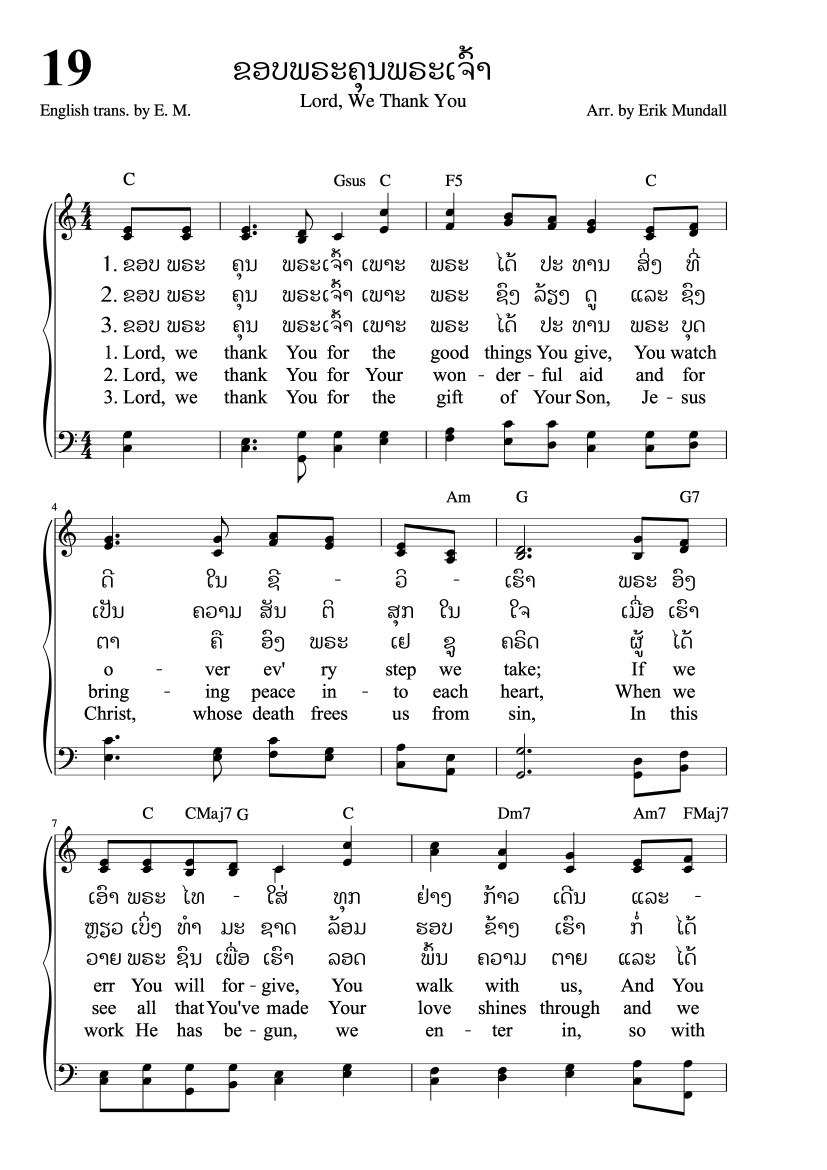 19
ຂອບພຣະຄຸນພຣະເຈົ້າ
Lord, We Thank You
English trans. by E. M.
Arr. by Erik Mundall
C Gsus C F5 C
1. ຂອບ ພຣະ ຄຸນ ພຣະເຈົ້າ ເພາະ ພຣະ ໄດ້ ປະ ທານ ສິ່ງ ທີ່
2. ຂອບ ພຣະ ຄຸນ ພຣະເຈົ້າ ເພາະ ພຣະ ຊົງ ລ້ຽງ ດູ ແລະ ຊົງ
3. ຂອບ ພຣະ ຄຸນ ພຣະເຈົ້າ ເພາະ ພຣະ ໄດ້ ປະ ທານ ພຣະ ບຸດ
1. Lord, we thank You for the good things You give, You watch
2. Lord, we thank You for Your won - der - ful aid and for
3. Lord, we thank You for the gift of Your Son, Je - sus
4 Am G G7
ດີ ໃນ ຊີ - ວິ - ເຮົາ ພຣະ ອົງ
ເປັນ ຄວາມ ສັນ ຕິ ສຸກ ໃນ ໃຈ ເມື່ອ ເຮົາ
ຕາ ຄື ອົງ ພຣະ ເຢ ຊູ ຄຣິດ ຜູ້ ໄດ້
o - ver ev' ry step we take; If we
bring - ing peace in - to each heart, When we
Christ, whose death frees us from sin, In this
7 C CMaj7 G C Dm7 Am7 FMaj7
ເອົາ ພຣະ ໄທ - ໃສ່ ທຸກ ຢ່າງ ກ້າວ ເດີນ ແລະ -
ຫຼຽວ ເບິ່ງ ທຳ ມະ ຊາດ ລ້ອມ ຮອບ ຂ້າງ ເຮົາ ກໍ່ ໄດ້
ວາຍ ພຣະ ຊົນ ເພື່ອ ເຮົາ ລອດ ພົ້ນ ຄວາມ ຕາຍ ແລະ ໄດ້
err You will for - give, You walk with us, And You
see all that You've made Your love shines through and we
work He has be - gun, we en - ter in, so with